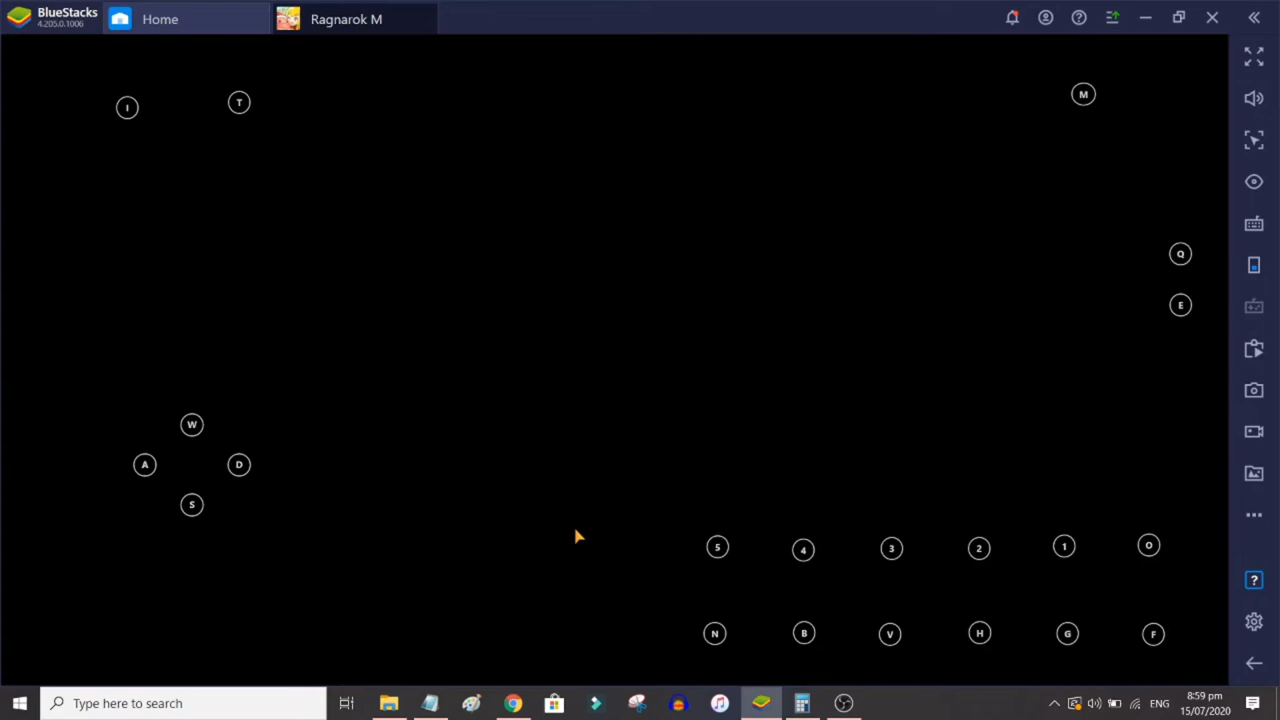 BlueStacks
4.205.0.1006
Home
Ragnarok M
I
T
M
Q
E
W
A
D
S
5
4
3
2
1
O
N
B
V
H
G
F
?
Type here to search
ENG
8:59 pm
15/07/2020